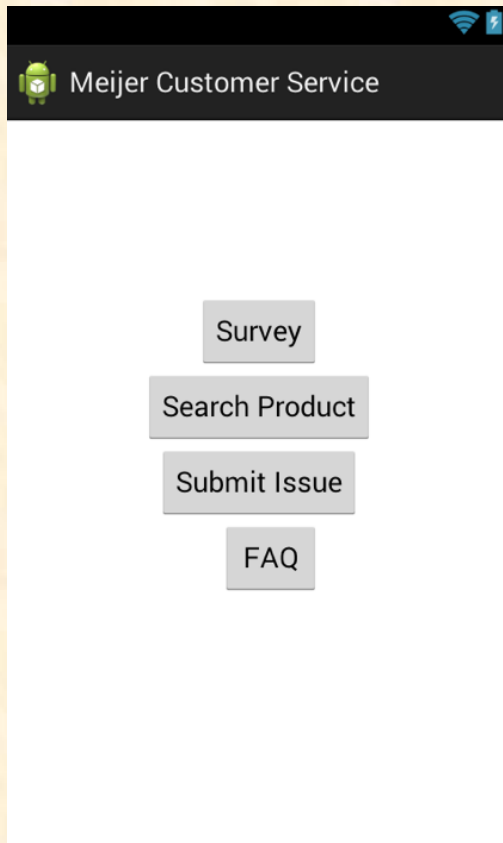 Meijer Customer Service
Survey
Search Product
Submit Issue
FAQ